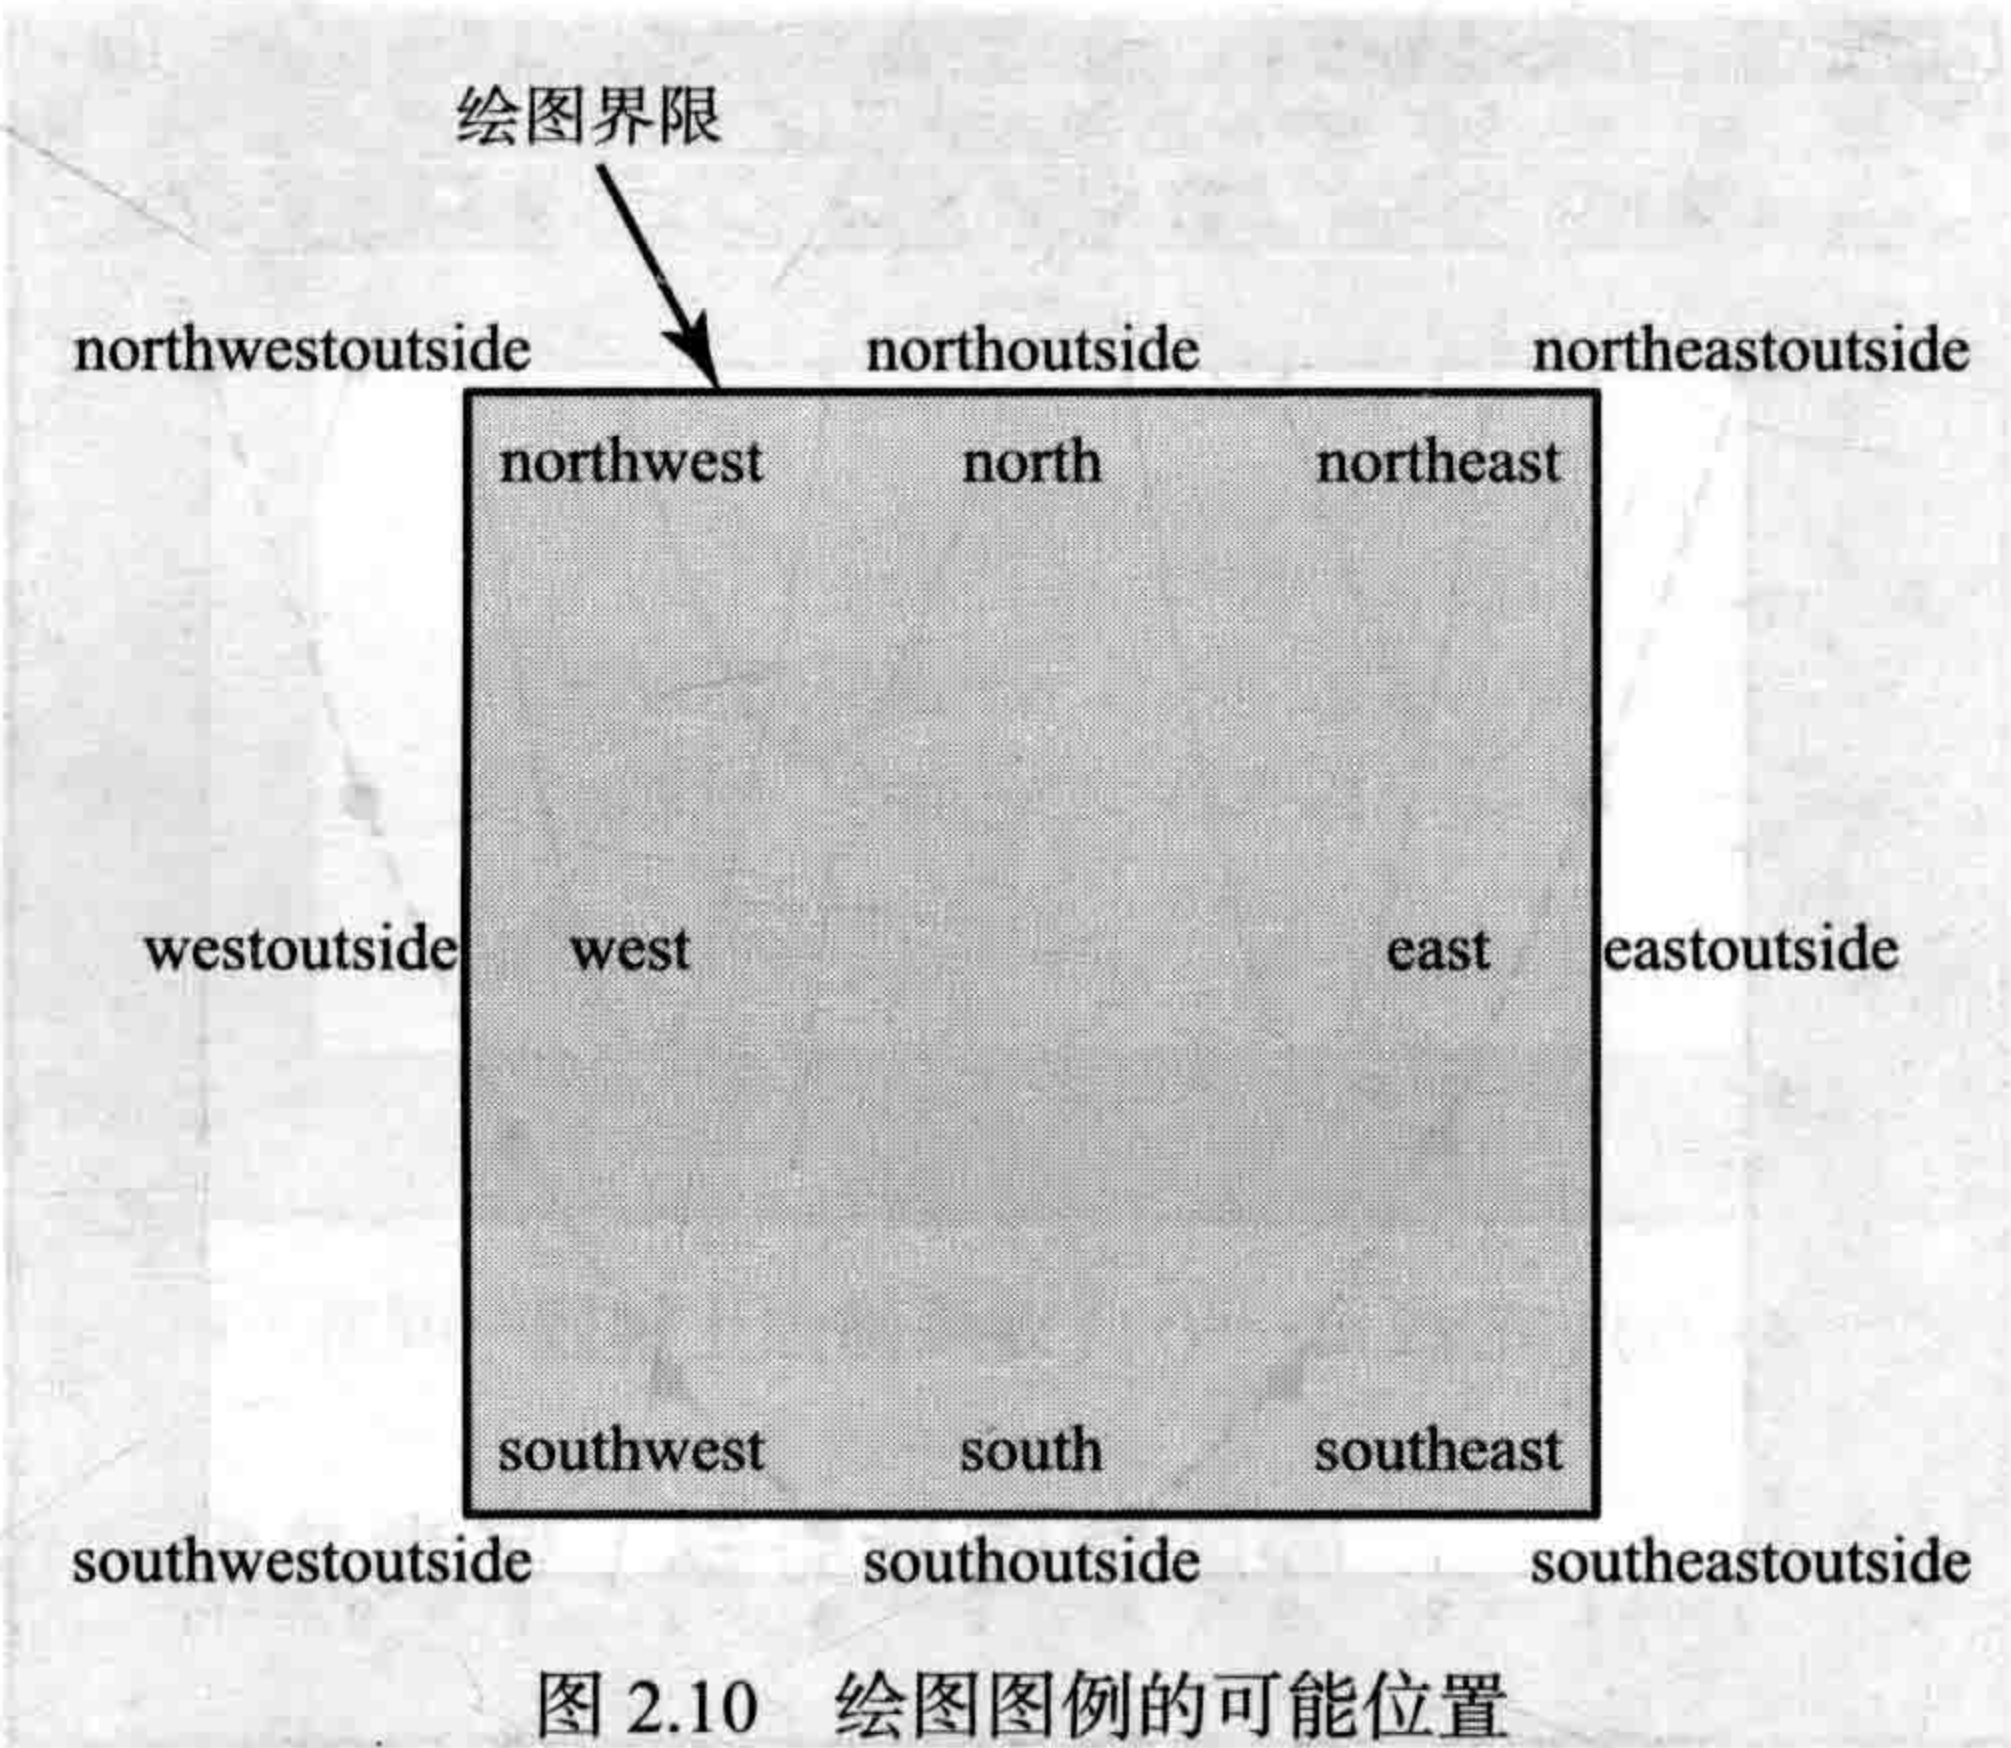 绘图界限
northwestoutside northoutside northeastoutside
northwest north northeast
westoutside west east eastoutside
southwest south southeast
southwestoutside southoutside southeastoutside
图 2.10 绘图图例的可能位置